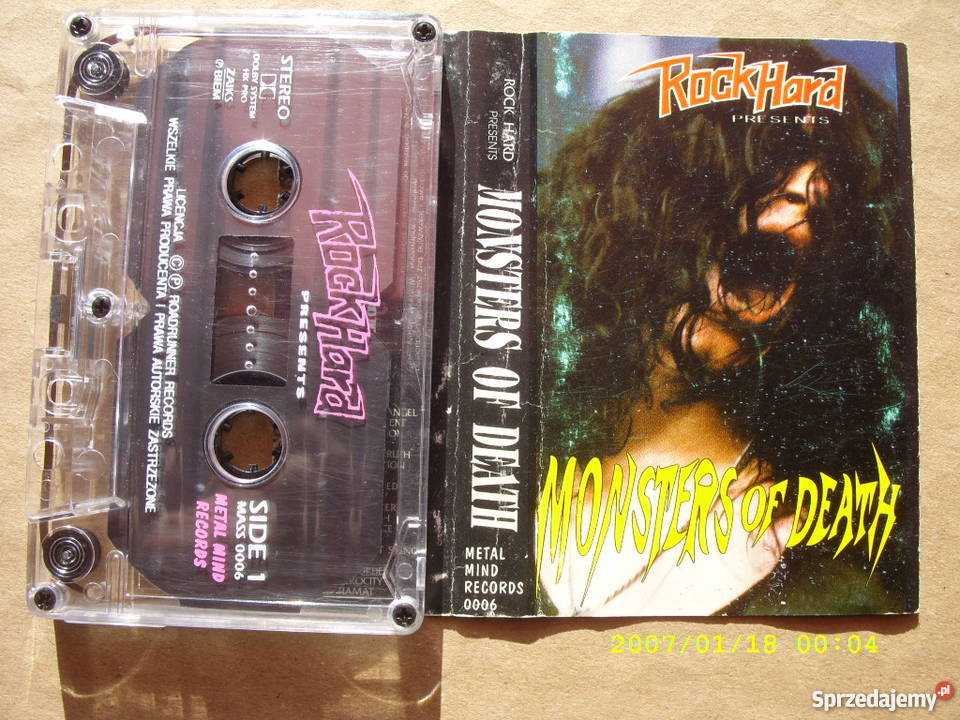 STEREO
DOLBY SYSTEM
HX PRO
ZAIKS
Ⓟ BIEM
RockHard
PRESENTS
SIDE 1
MASS 0006
METAL MIND
RECORDS
LICENCJA © Ⓟ ROADRUNNER RECORDS
WSZELKIE PRAWA PRODUCENTA I PRAWA AUTORSKIE ZASTRZEŻONE
ROCK HARD
PRESENTS
MONSTERS OF DEATH
METAL
MIND
RECORDS
0006
RockHard
PRESENTS
MONSTERS OF DEATH
2007/01/18 00:04
Sprzedajemy.pl